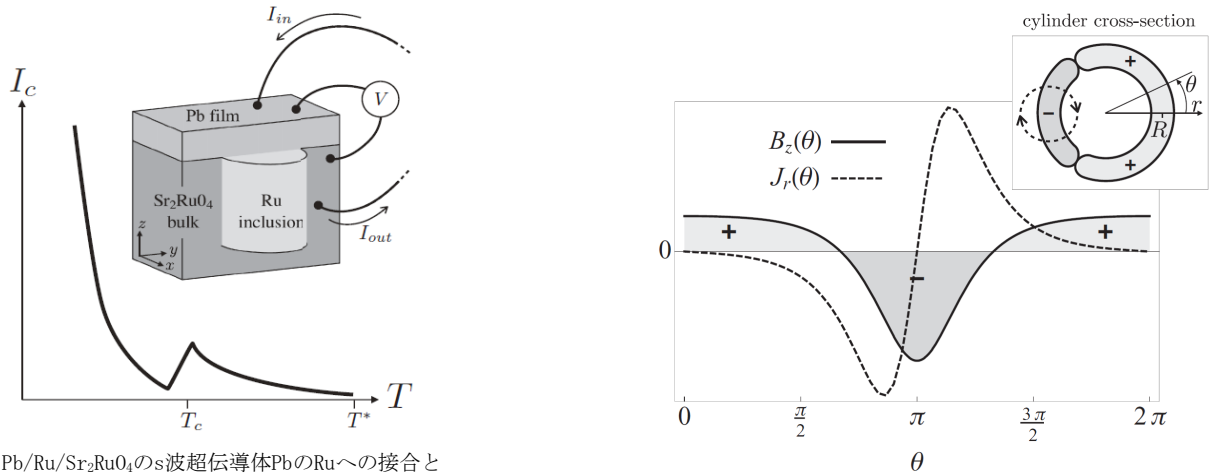 I_c
I_in
V
Pb film
Sr₂RuO₄
bulk
Ru
inclusion
z
y
x
I_out
T_c
T*
T
Pb/Ru/Sr₂RuO₄のs波超伝導体PbのRuへの接合と
cylinder cross-section
+
θ
r
−
R
+
B_z(θ)
J_r(θ)
0
+
−
+
0
π/2
π
3π/2
2π
θ